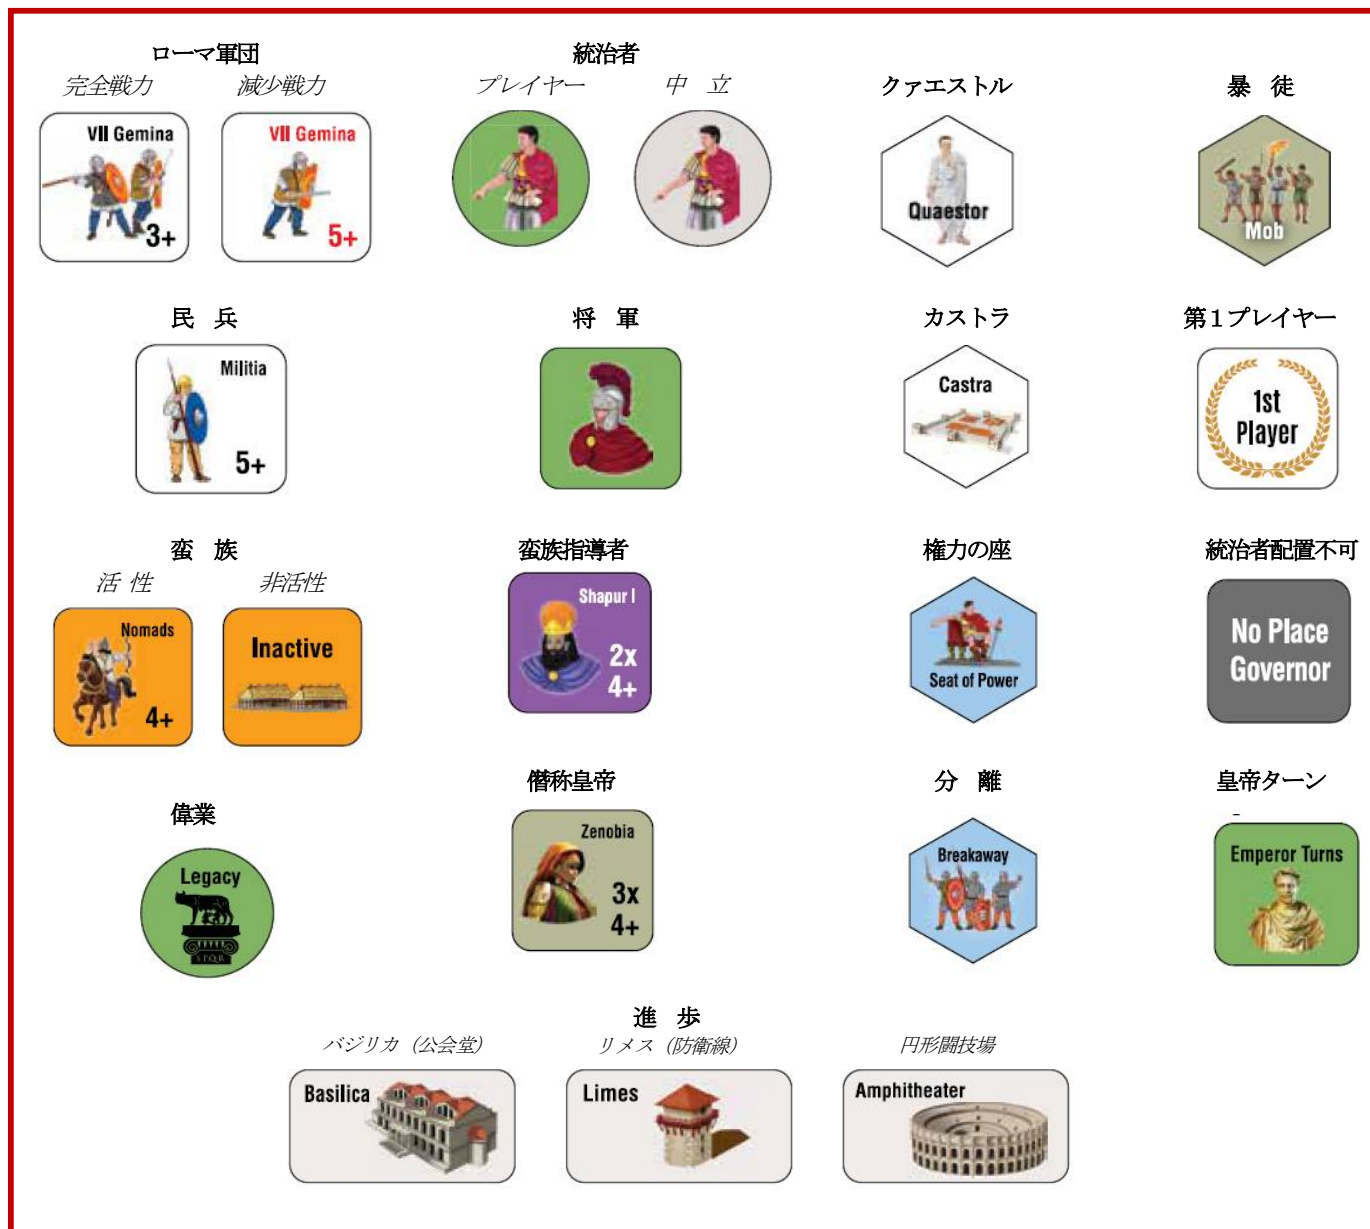 ローマ軍団
完全戦力
減少戦力
VII Gemina
3+
VII Gemina
5+
統治者
プレイヤー
中 立
クァエストル
Quaestor
暴 徒
Mob
民 兵
Militia
5+
将 軍
カストラ
Castra
第1プレイヤー
1st
Player
蛮 族
活 性
非活性
Nomads
4+
Inactive
蛮族指導者
Shapur I
2x
4+
権力の座
Seat of Power
統治者配置不可
No Place
Governor
偉業
Legacy
S.P.Q.R.
僭称皇帝
Zenobia
3x
4+
分 離
Breakaway
皇帝ターン
Emperor Turns
進 歩
バジリカ（公会堂）
リメス（防衛線）
円形闘技場
Basilica
Limes
Amphitheater